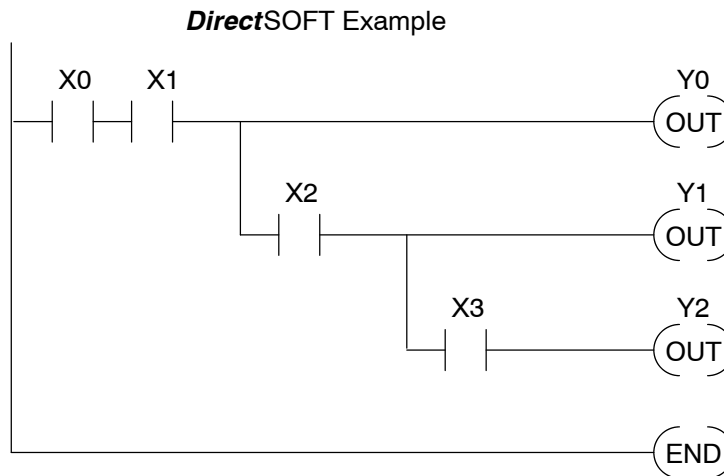 DirectSOFT Example
X0 X1 Y0
OUT
X2 Y1
OUT
X3 Y2
OUT
END